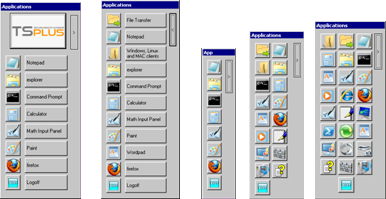 Applications
TSPLUS
>
Notepad
explorer
Command Prompt
Calculator
Math Input Panel
Paint
firefox
Logoff
Applications
File Transfer
Notepad
Windows, Linux
and MAC clients
explorer
Command Prompt
Calculator
Math Input Panel
Paint
Wordpad
firefox
Logoff
<
App
Applications
Applications